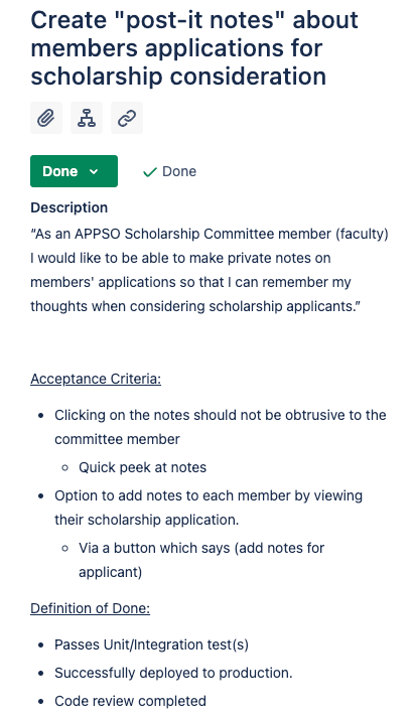 Create "post-it notes" about
members applications for
scholarship consideration
Done
Done
Description
“As an APPSO Scholarship Committee member (faculty)
I would like to be able to make private notes on
members' applications so that I can remember my
thoughts when considering scholarship applicants.”
Acceptance Criteria:
Clicking on the notes should not be obtrusive to the
committee member
Quick peek at notes
Option to add notes to each member by viewing
their scholarship application.
Via a button which says (add notes for
applicant)
Definition of Done:
Passes Unit/Integration test(s)
Successfully deployed to production.
Code review completed